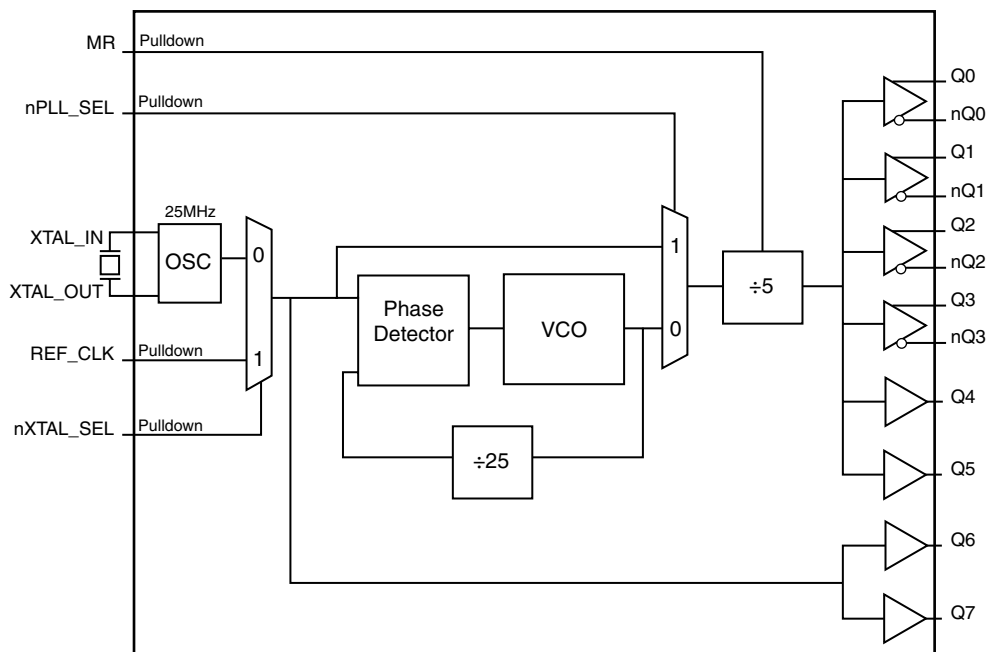 MR
Pulldown
nPLL_SEL
Pulldown
25MHz
XTAL_IN
OSC
XTAL_OUT
0
REF_CLK
Pulldown
1
nXTAL_SEL
Pulldown
Phase
Detector
VCO
÷25
1
0
÷5
Q0
nQ0
Q1
nQ1
Q2
nQ2
Q3
nQ3
Q4
Q5
Q6
Q7